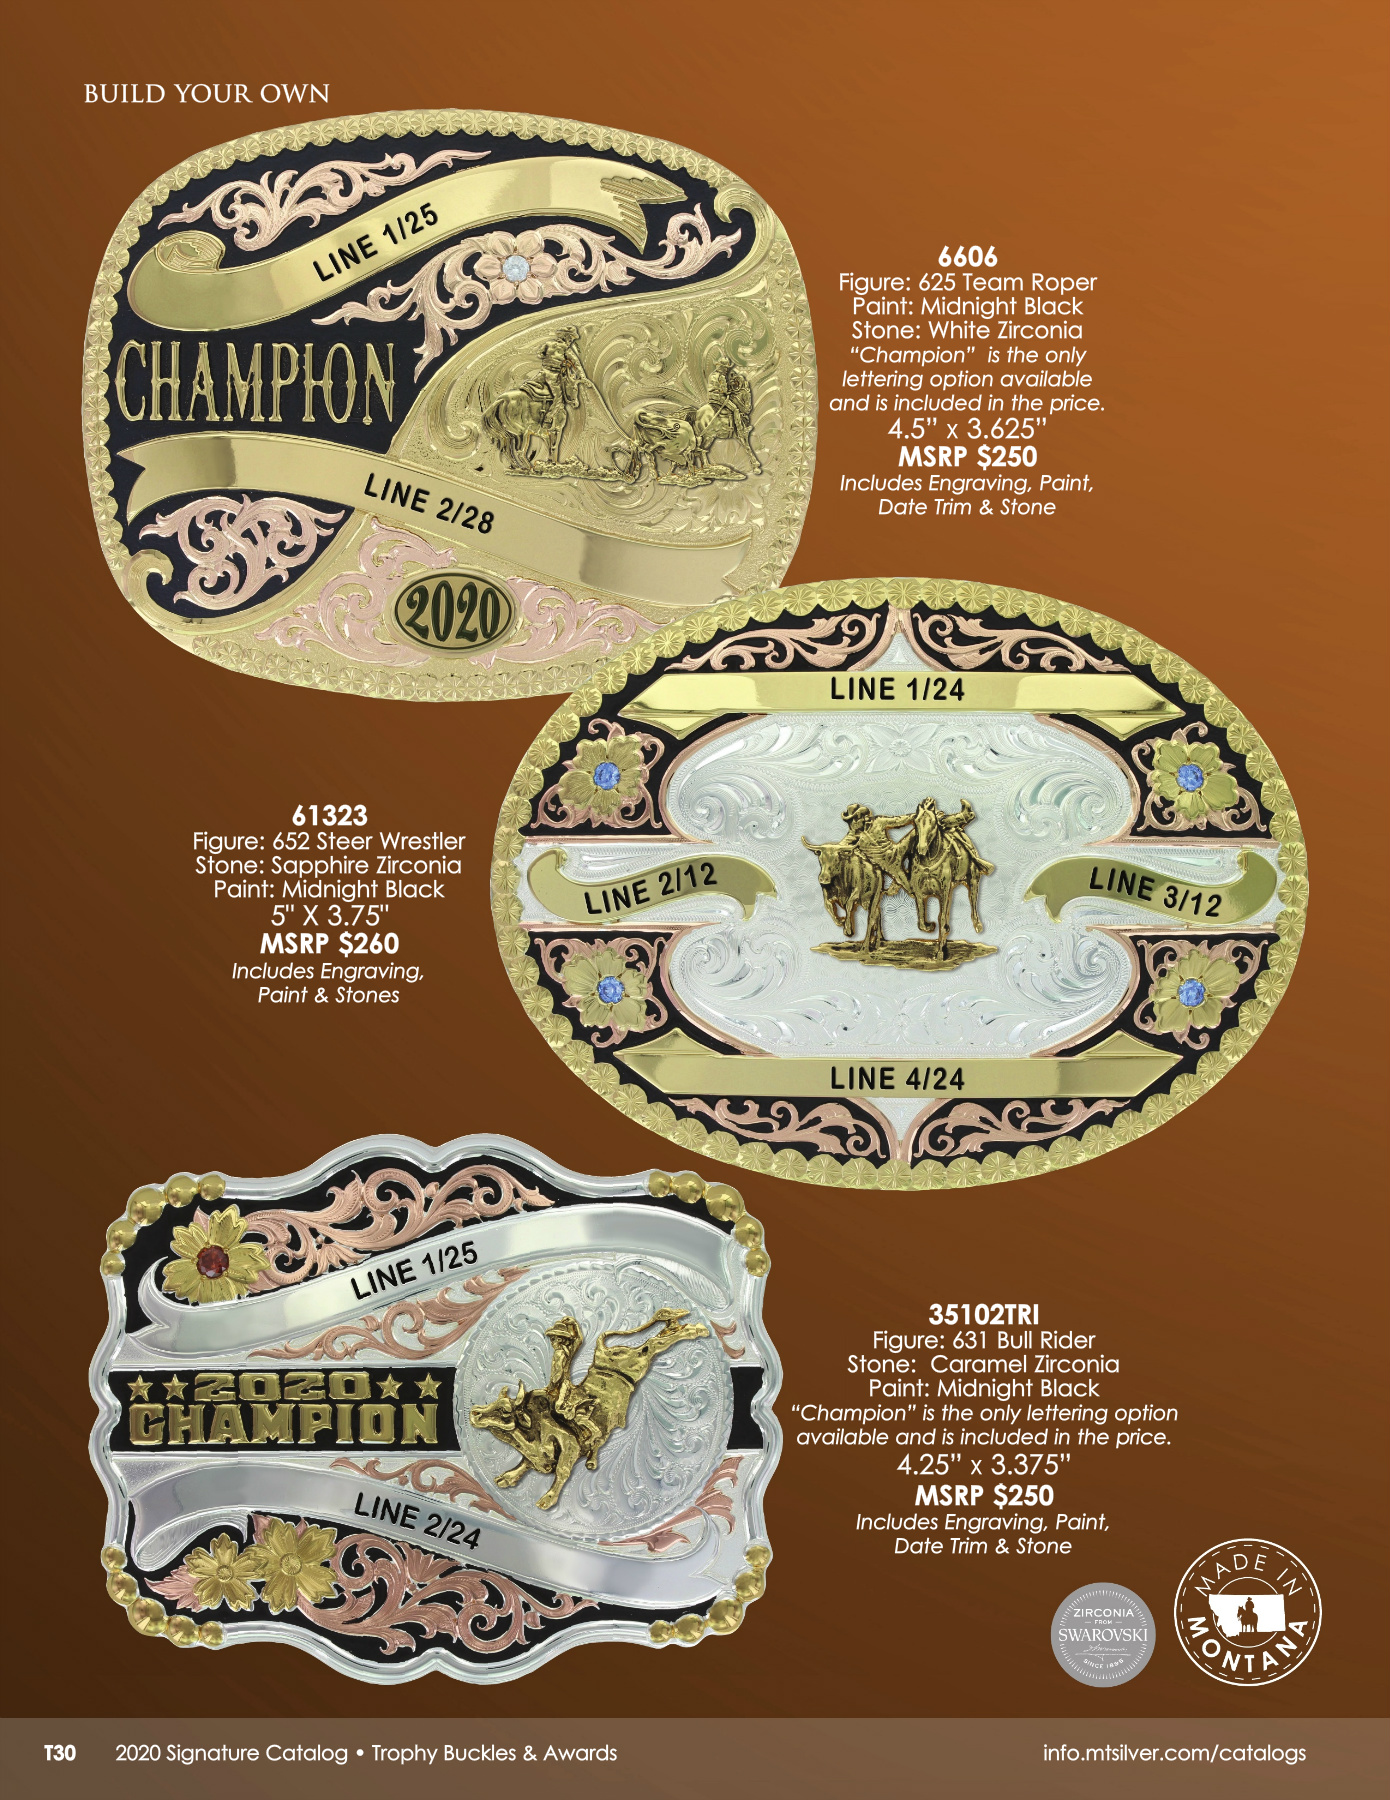 BUILD YOUR OWN
LINE 1/25
CHAMPION
LINE 2/28
2020
6606
Figure: 625 Team Roper
Paint: Midnight Black
Stone: White Zirconia
“Champion”  is the only
lettering option available
and is included in the price.
4.5” x 3.625”
MSRP $250
Includes Engraving, Paint,
Date Trim & Stone
LINE 1/24
LINE 2/12
LINE 3/12
LINE 4/24
61323
Figure: 652 Steer Wrestler
Stone: Sapphire Zirconia
Paint: Midnight Black
5" X 3.75"
MSRP $260
Includes Engraving,
Paint & Stones
LINE 1/25
2020
CHAMPION
LINE 2/24
35102TRI
Figure: 631 Bull Rider
Stone:  Caramel Zirconia
Paint: Midnight Black
“Champion” is the only lettering option
available and is included in the price.
4.25” x 3.375”
MSRP $250
Includes Engraving, Paint,
Date Trim & Stone
ZIRCONIA
FROM
SWAROVSKI
SINCE 1895
MADE IN
MONTANA
T30 2020 Signature Catalog • Trophy Buckles & Awards
info.mtsilver.com/catalogs